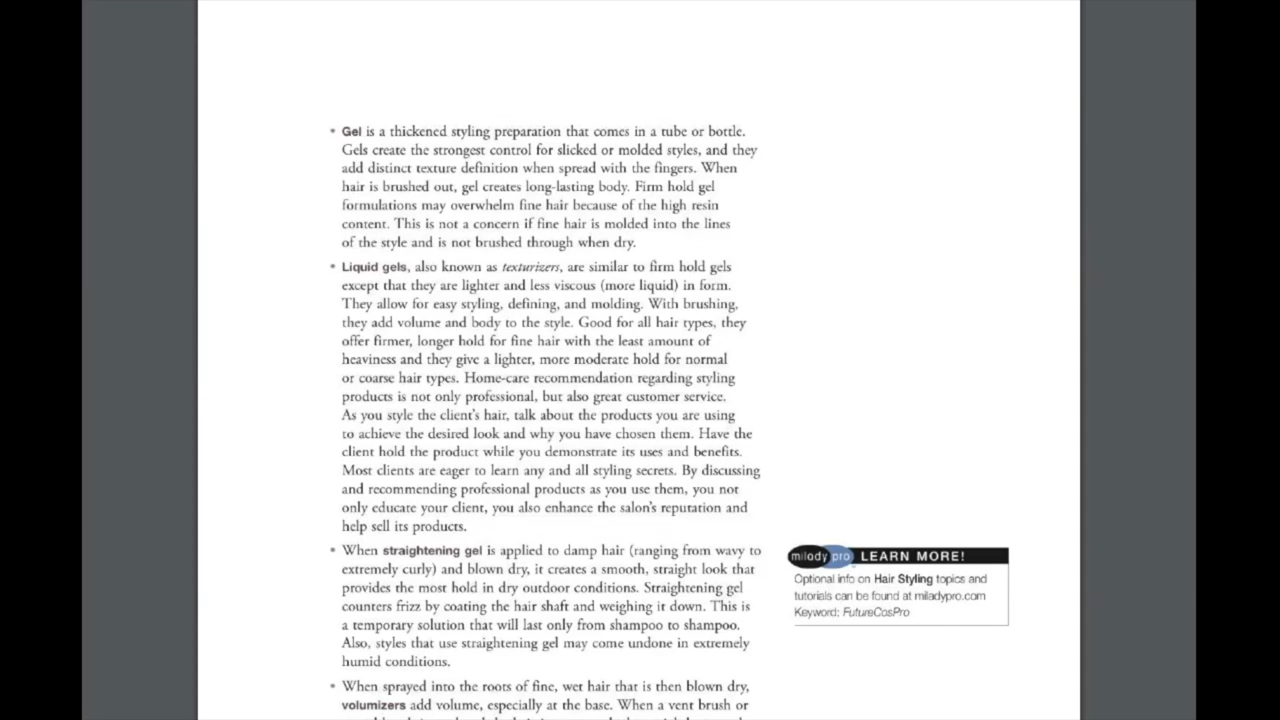 * Gel is a thickened styling preparation that comes in a tube or bottle.
Gels create the strongest control for slicked or molded styles, and they
add distinct texture definition when spread with the fingers. When
hair is brushed out, gel creates long-lasting body. Firm hold gel
formulations may overwhelm fine hair because of the high resin
content. This is not a concern if fine hair is molded into the lines
of the style and is not brushed through when dry.
* Liquid gels, also known as texturizers, are similar to firm hold gels
except that they are lighter and less viscous (more liquid) in form.
They allow for easy styling, defining, and molding. With brushing,
they add volume and body to the style. Good for all hair types, they
offer firmer, longer hold for fine hair with the least amount of
heaviness and they give a lighter, more moderate hold for normal
or coarse hair types. Home-care recommendation regarding styling
products is not only professional, but also great customer service.
As you style the client's hair, talk about the products you are using
to achieve the desired look and why you have chosen them. Have the
client hold the product while you demonstrate its uses and benefits.
Most clients are eager to learn any and all styling secrets. By discussing
and recommending professional products as you use them, you not
only educate your client, you also enhance the salon's reputation and
help sell its products.
* When straightening gel is applied to damp hair (ranging from wavy to
extremely curly) and blown dry, it creates a smooth, straight look that
provides the most hold in dry outdoor conditions. Straightening gel
counters frizz by coating the hair shaft and weighing it down. This is
a temporary solution that will last only from shampoo to shampoo.
Also, styles that use straightening gel may come undone in extremely
humid conditions.
* When sprayed into the roots of fine, wet hair that is then blown dry,
volumizers add volume, especially at the base. When a vent brush or
milady pro LEARN MORE!
Optional info on Hair Styling topics and
tutorials can be found at miladypro.com
Keyword: FutureCosPro